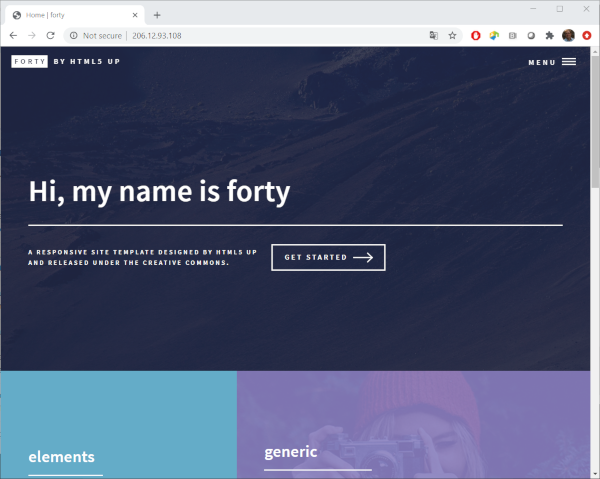 Home | forty
Not secure | 206.12.93.108
FORTY BY HTML5 UP
MENU
Hi, my name is forty
A RESPONSIVE SITE TEMPLATE DESIGNED BY HTML5 UP
AND RELEASED UNDER THE CREATIVE COMMONS.
GET STARTED
elements
generic